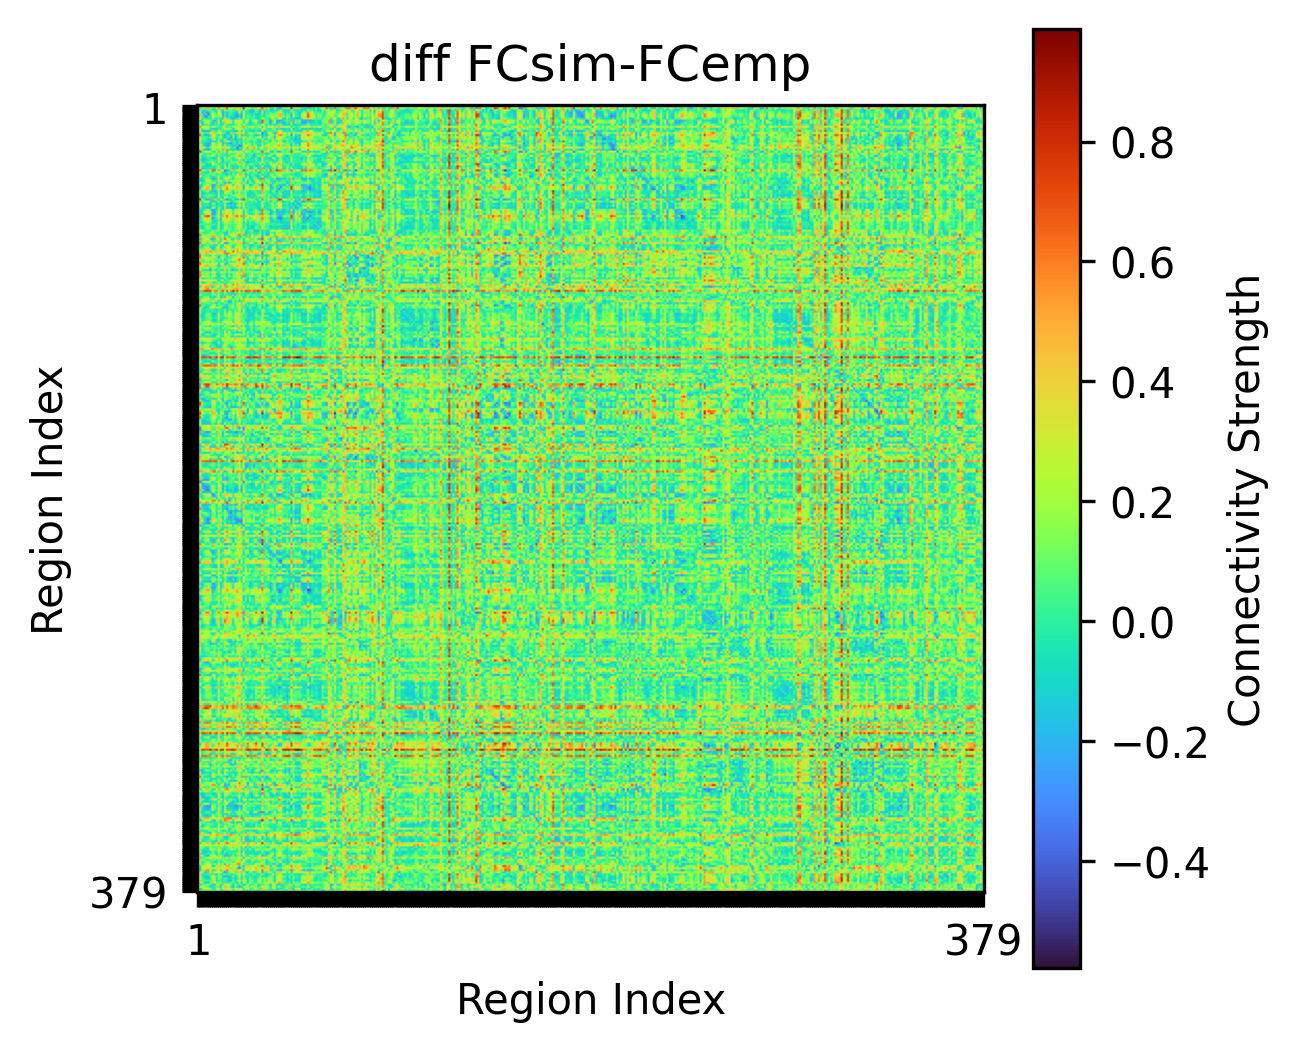 diff FCsim-FCemp
1
379
1
379
Region Index
Region Index
0.8
0.6
0.4
0.2
0.0
−0.2
−0.4
Connectivity Strength